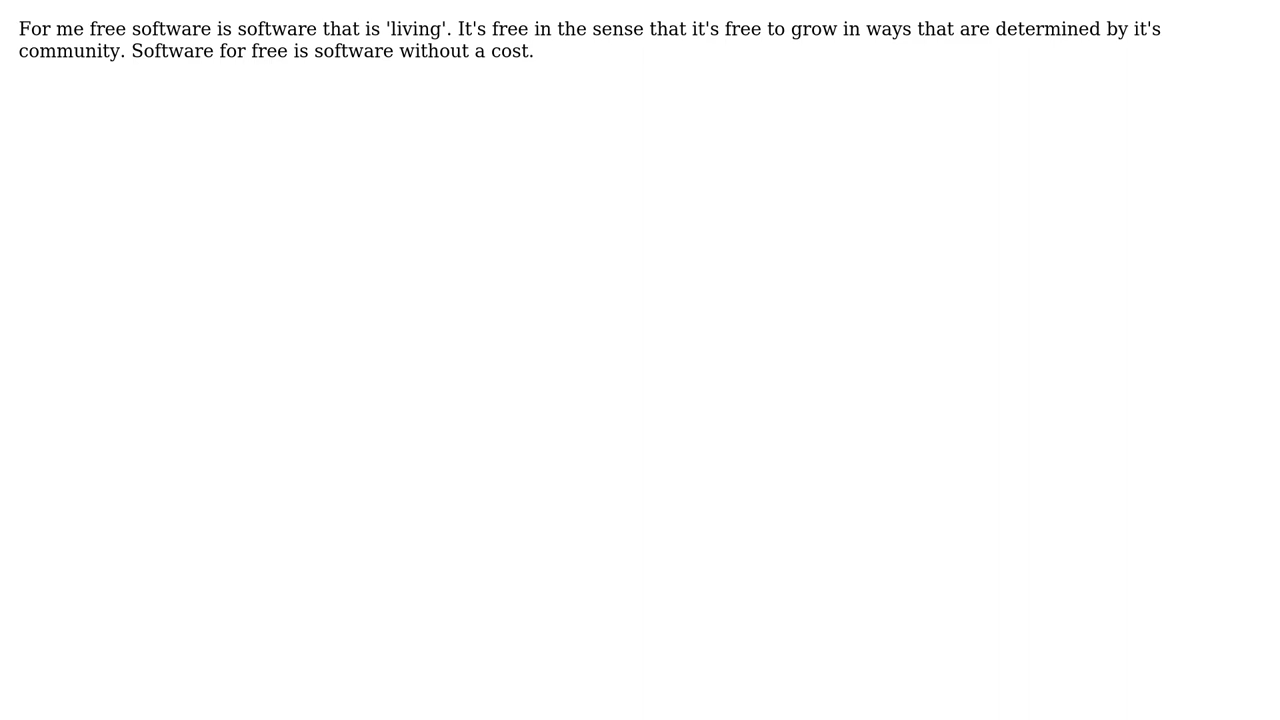 For me free software is software that is 'living'. It's free in the sense that it's free to grow in ways that are determined by it's
community. Software for free is software without a cost.